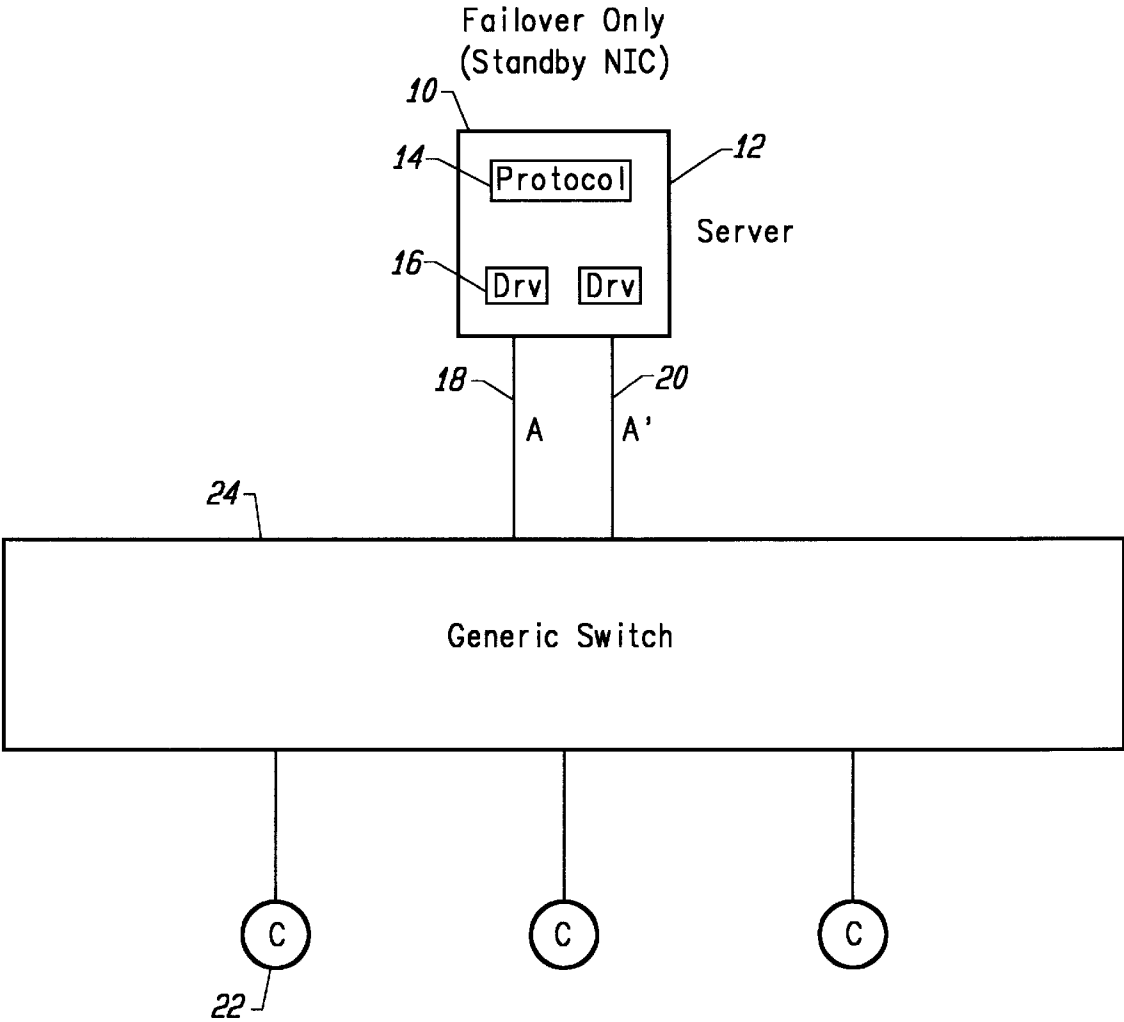 Failover Only
(Standby NIC)
10
12
14
Protocol
Server
16
Drv Drv
18
20
A A'
24
Generic Switch
C C C
22